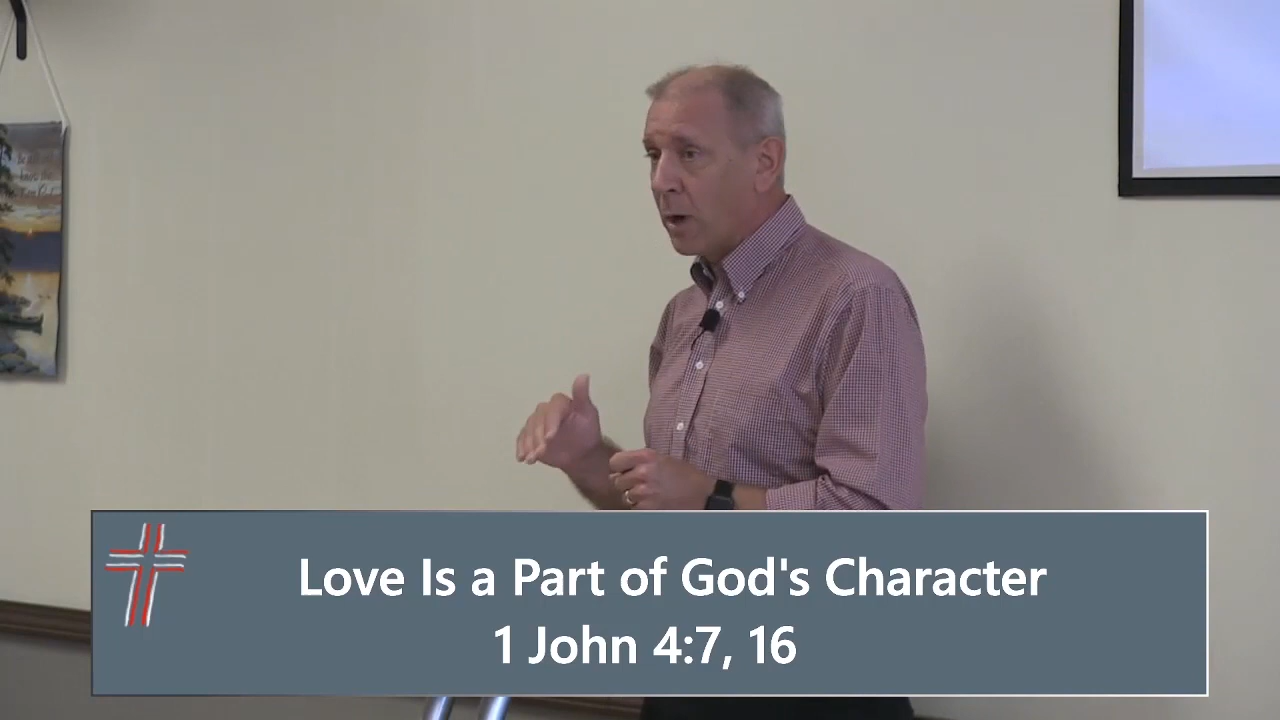 Love Is a Part of God's Character
1 John 4:7, 16